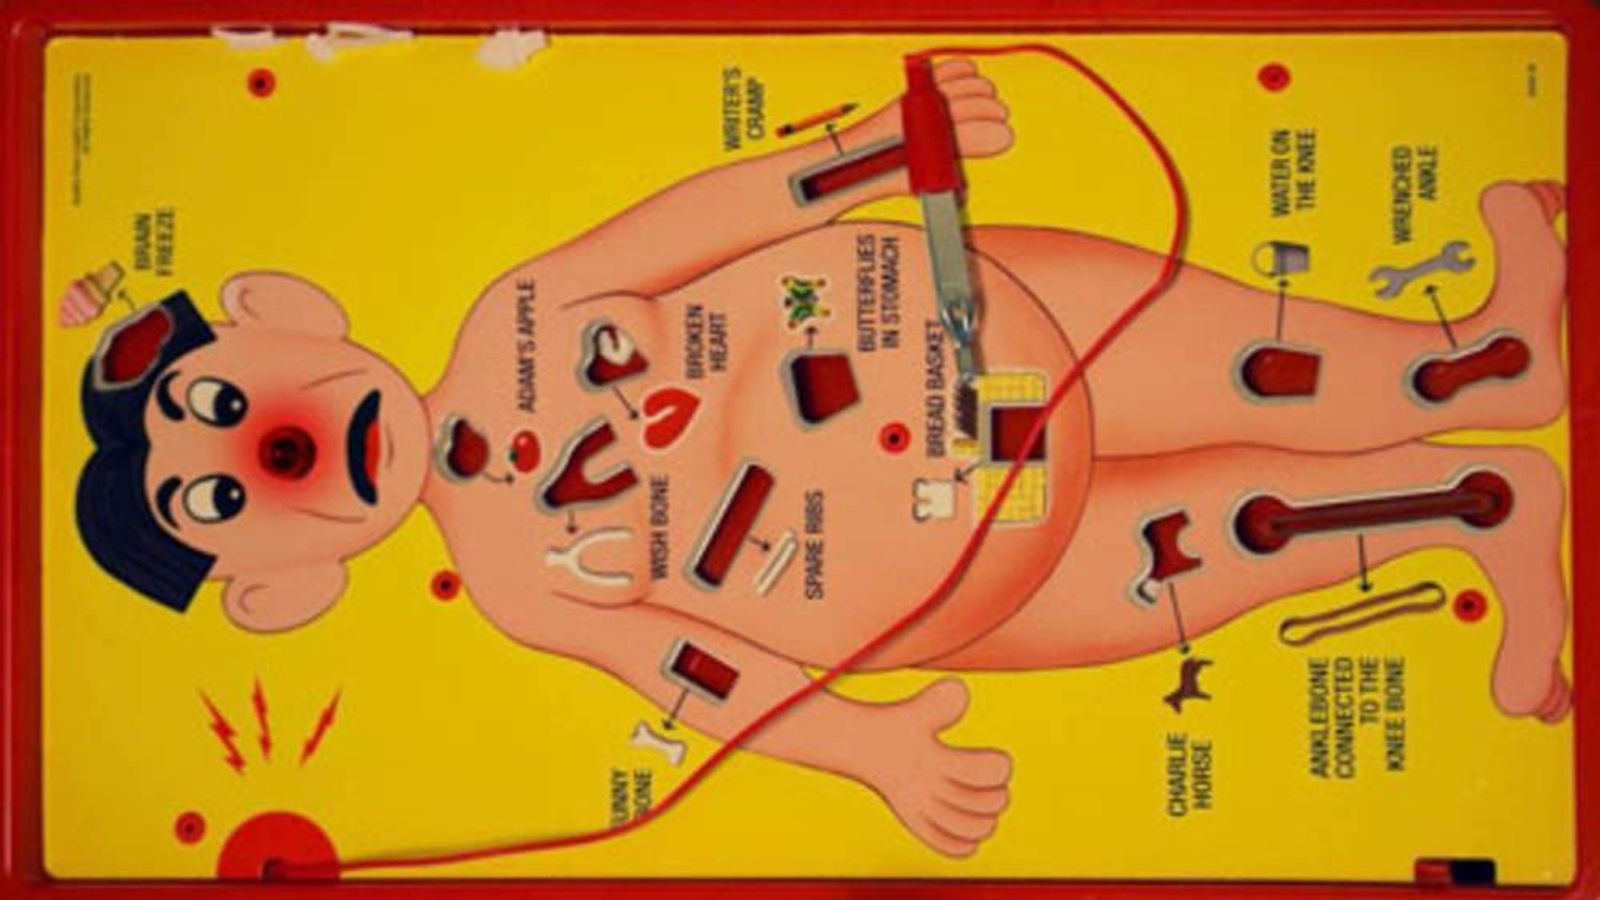 BRAIN
FREEZE
ADAM'S APPLE
BROKEN
HEART
WRITER'S
CRAMP
BUTTERFLIES
IN STOMACH
BREAD BASKET
WISH BONE
SPARE RIBS
WATER ON
THE KNEE
WRENCHED
ANKLE
UNNY
BONE
CHARLIE
HORSE
ANKLEBONE
CONNECTED
TO THE
KNEE BONE